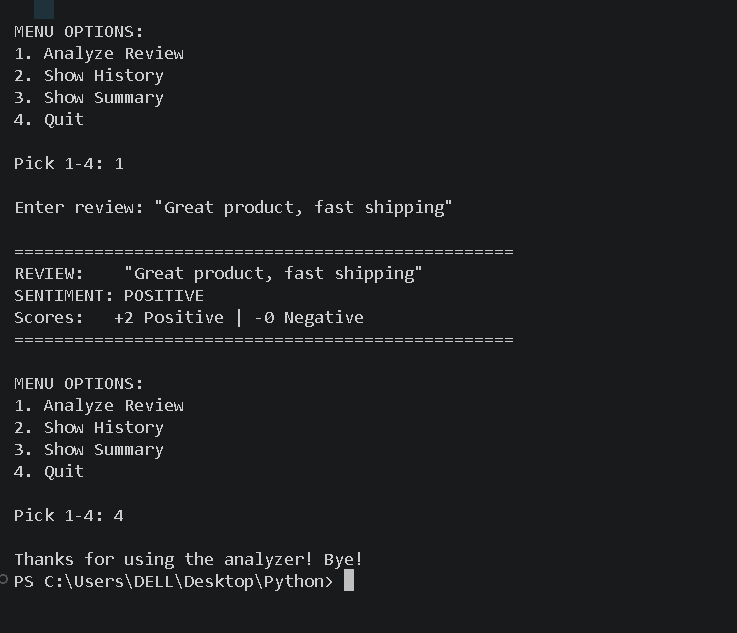 MENU OPTIONS:
1. Analyze Review
2. Show History
3. Show Summary
4. Quit
Pick 1-4: 1
Enter review: "Great product, fast shipping"
==================================================
REVIEW:    "Great product, fast shipping"
SENTIMENT: POSITIVE
Scores:   +2 Positive | -0 Negative
==================================================
MENU OPTIONS:
1. Analyze Review
2. Show History
3. Show Summary
4. Quit
Pick 1-4: 4
Thanks for using the analyzer! Bye!
PS C:\Users\DELL\Desktop\Python>